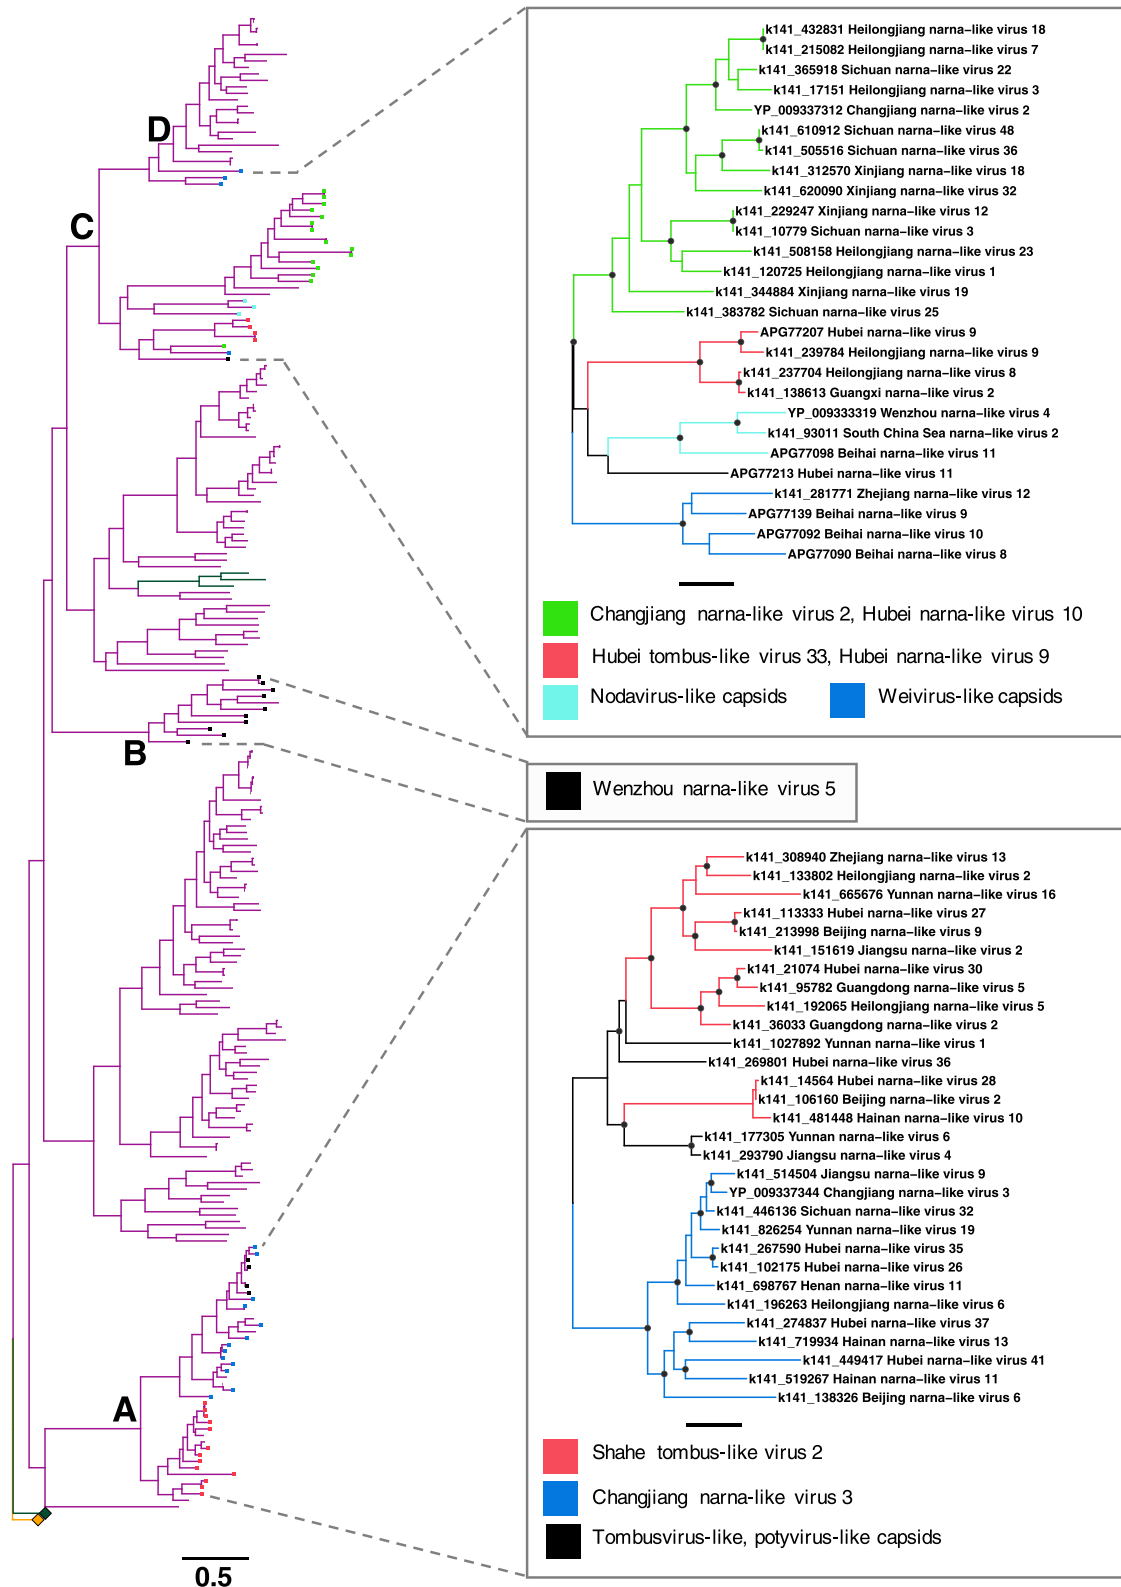 D
C
B
A
0.5
k141_432831 Heilongjiang narna–like virus 18
k141_215082 Heilongjiang narna–like virus 7
k141_365918 Sichuan narna–like virus 22
k141_17151 Heilongjiang narna–like virus 3
YP_009337312 Changjiang narna–like virus 2
k141_610912 Sichuan narna–like virus 48
k141_505516 Sichuan narna–like virus 36
k141_312570 Xinjiang narna–like virus 18
k141_620090 Xinjiang narna–like virus 32
k141_229247 Xinjiang narna–like virus 12
k141_10779 Sichuan narna–like virus 3
k141_508158 Heilongjiang narna–like virus 23
k141_120725 Heilongjiang narna–like virus 1
k141_344884 Xinjiang narna–like virus 19
k141_383782 Sichuan narna–like virus 25
APG77207 Hubei narna–like virus 9
k141_239784 Heilongjiang narna–like virus 9
k141_237704 Heilongjiang narna–like virus 8
k141_138613 Guangxi narna–like virus 2
YP_009333319 Wenzhou narna–like virus 4
k141_93011 South China Sea narna–like virus 2
APG77098 Beihai narna–like virus 11
APG77213 Hubei narna–like virus 11
k141_281771 Zhejiang narna–like virus 12
APG77139 Beihai narna–like virus 9
APG77092 Beihai narna–like virus 10
APG77090 Beihai narna–like virus 8
Changjiang narna-like virus 2, Hubei narna-like virus 10
Hubei tombus-like virus 33, Hubei narna-like virus 9
Nodavirus-like capsids Weivirus-like capsids
Wenzhou narna-like virus 5
k141_308940 Zhejiang narna–like virus 13
k141_133802 Heilongjiang narna–like virus 2
k141_665676 Yunnan narna–like virus 16
k141_113333 Hubei narna–like virus 27
k141_213998 Beijing narna–like virus 9
k141_151619 Jiangsu narna–like virus 2
k141_21074 Hubei narna–like virus 30
k141_95782 Guangdong narna–like virus 5
k141_192065 Heilongjiang narna–like virus 5
k141_36033 Guangdong narna–like virus 2
k141_1027892 Yunnan narna–like virus 1
k141_269801 Hubei narna–like virus 36
k141_14564 Hubei narna–like virus 28
k141_106160 Beijing narna–like virus 2
k141_481448 Hainan narna–like virus 10
k141_177305 Yunnan narna–like virus 6
k141_293790 Jiangsu narna–like virus 4
k141_514504 Jiangsu narna–like virus 9
YP_009337344 Changjiang narna–like virus 3
k141_446136 Sichuan narna–like virus 32
k141_826254 Yunnan narna–like virus 19
k141_267590 Hubei narna–like virus 35
k141_102175 Hubei narna–like virus 26
k141_698767 Henan narna–like virus 11
k141_196263 Heilongjiang narna–like virus 6
k141_274837 Hubei narna–like virus 37
k141_719934 Hainan narna–like virus 13
k141_449417 Hubei narna–like virus 41
k141_519267 Hainan narna–like virus 11
k141_138326 Beijing narna–like virus 6
Shahe tombus-like virus 2
Changjiang narna-like virus 3
Tombusvirus-like, potyvirus-like capsids